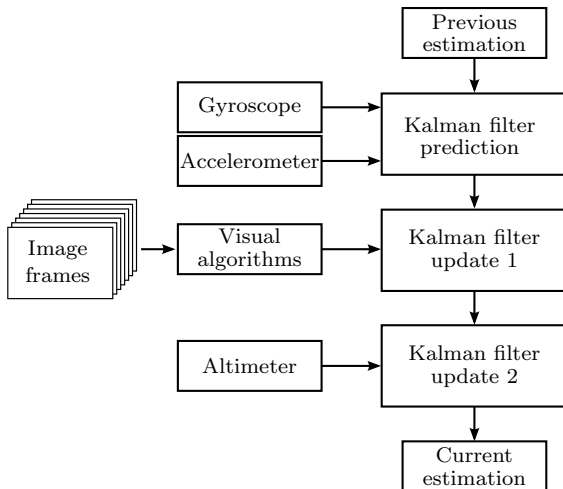 Previous
estimation
Gyroscope
Kalman filter
prediction
Accelerometer
Image
frames
Visual
algorithms
Kalman filter
update 1
Altimeter
Kalman filter
update 2
Current
estimation